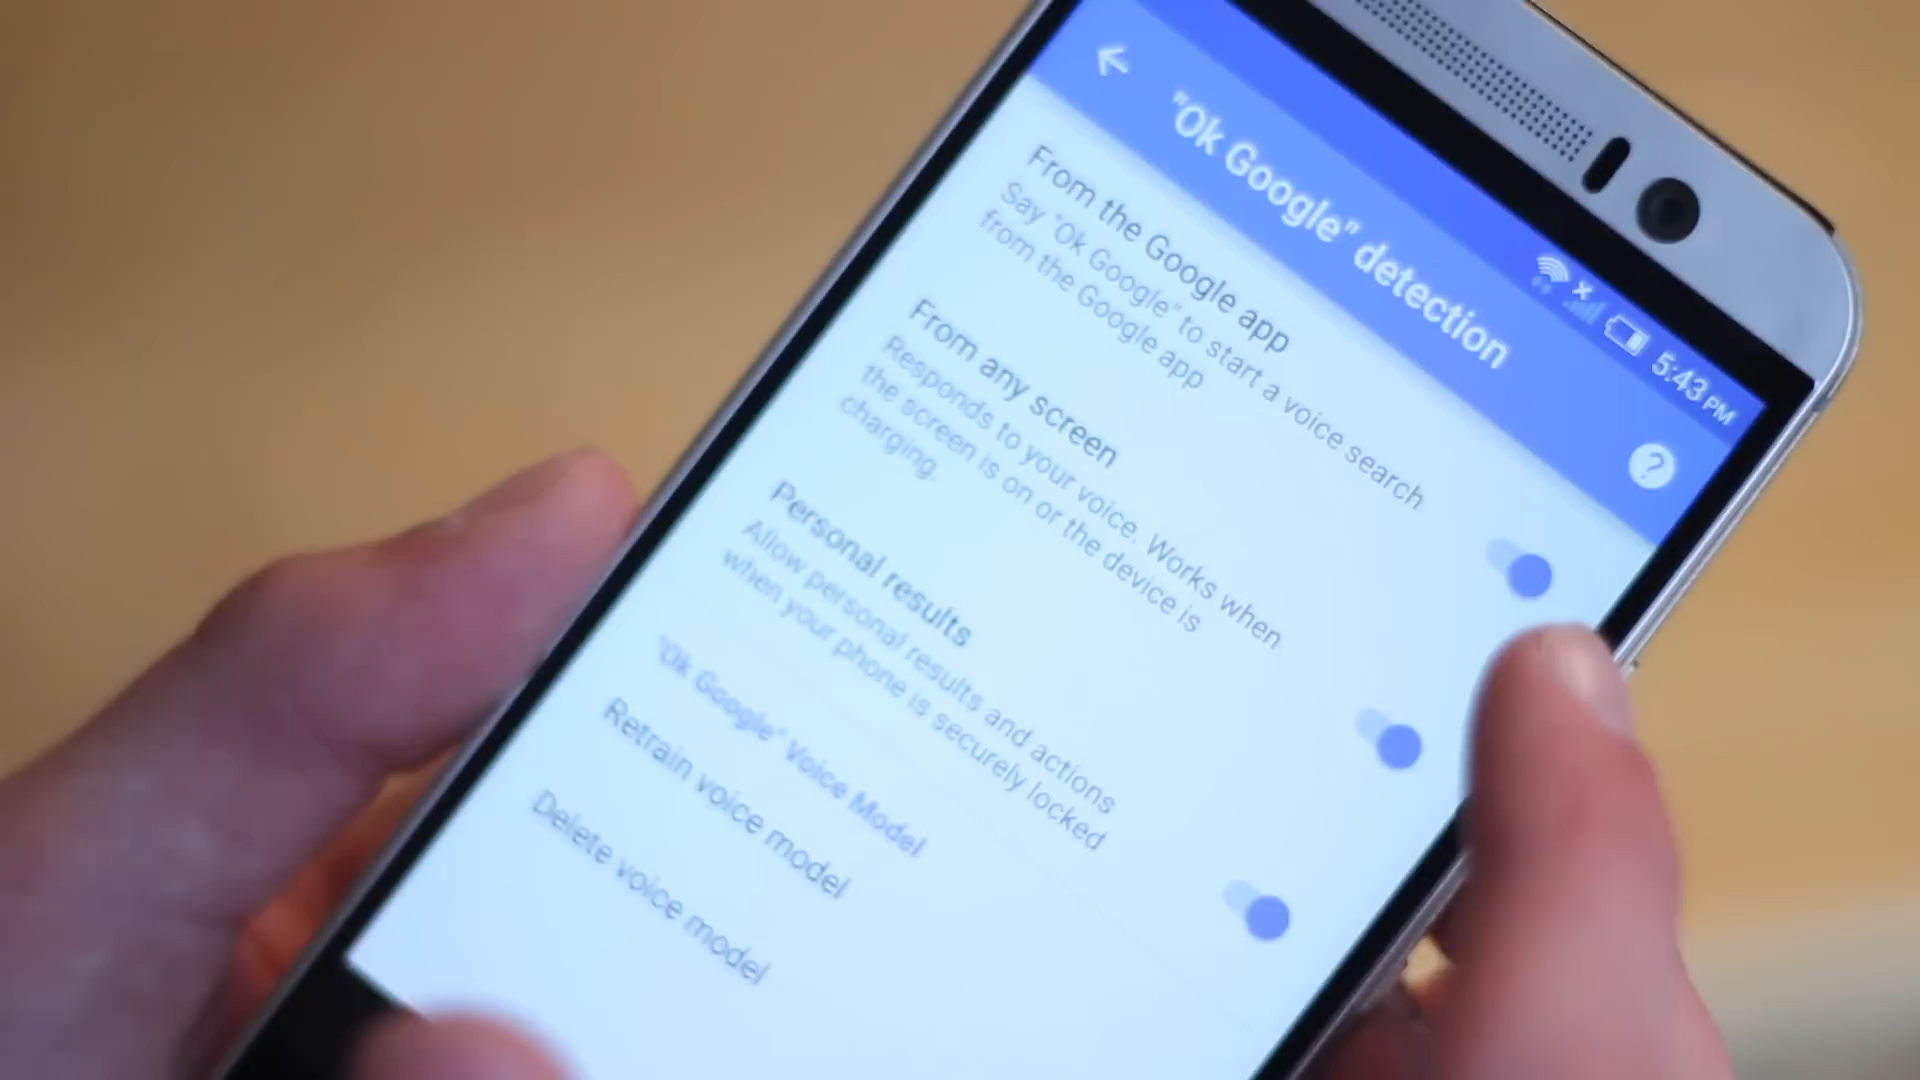 5:43 PM
"Ok Google" detection
From the Google app
Say "Ok Google" to start a voice search
from the Google app
From any screen
Responds to your voice. Works when
the screen is on or the device is
charging.
Personal results
Allow personal results and actions
when your phone is securely locked
"Ok Google" Voice Model
Retrain voice model
Delete voice model